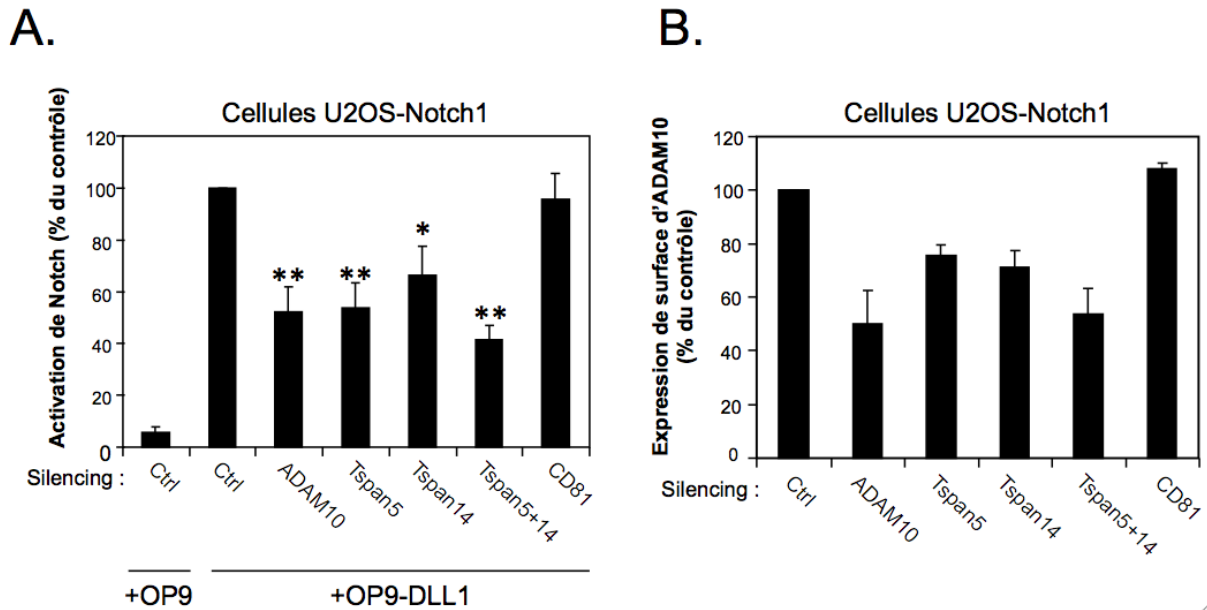 A.
Cellules U2OS-Notch1
Activation de Notch (% du contrôle)
120
100
80
60
40
20
0
**
**
*
**
Silencing :
Ctrl
Ctrl
ADAM10
Tspan5
Tspan14
Tspan5+14
CD81
+OP9
+OP9-DLL1
B.
Cellules U2OS-Notch1
Expression de surface d'ADAM10
(% du contrôle)
120
100
80
60
40
20
0
Silencing :
Ctrl
ADAM10
Tspan5
Tspan14
Tspan5+14
CD81